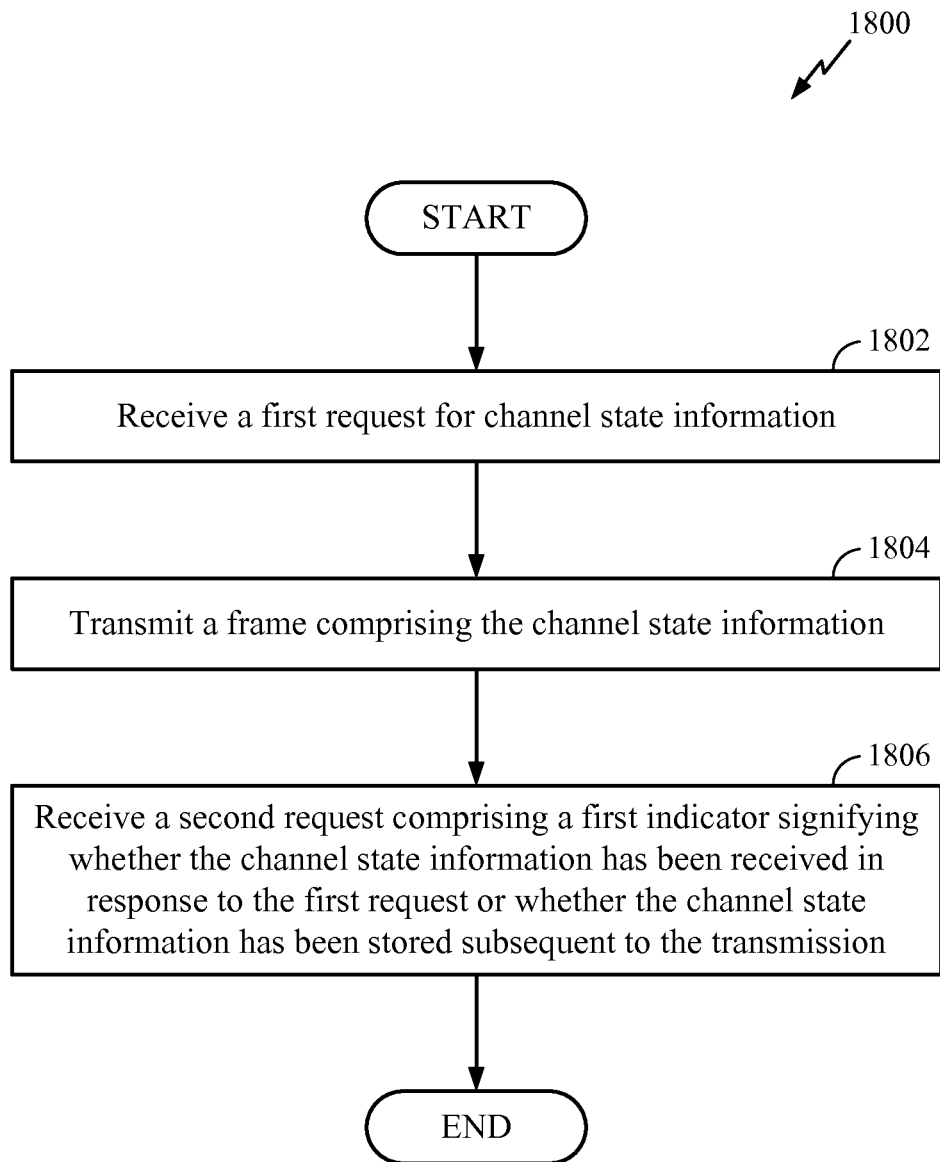 1800
START
1802
Receive a first request for channel state information
1804
Transmit a frame comprising the channel state information
1806
Receive a second request comprising a first indicator signifying
whether the channel state information has been received in
response to the first request or whether the channel state
information has been stored subsequent to the transmission
END